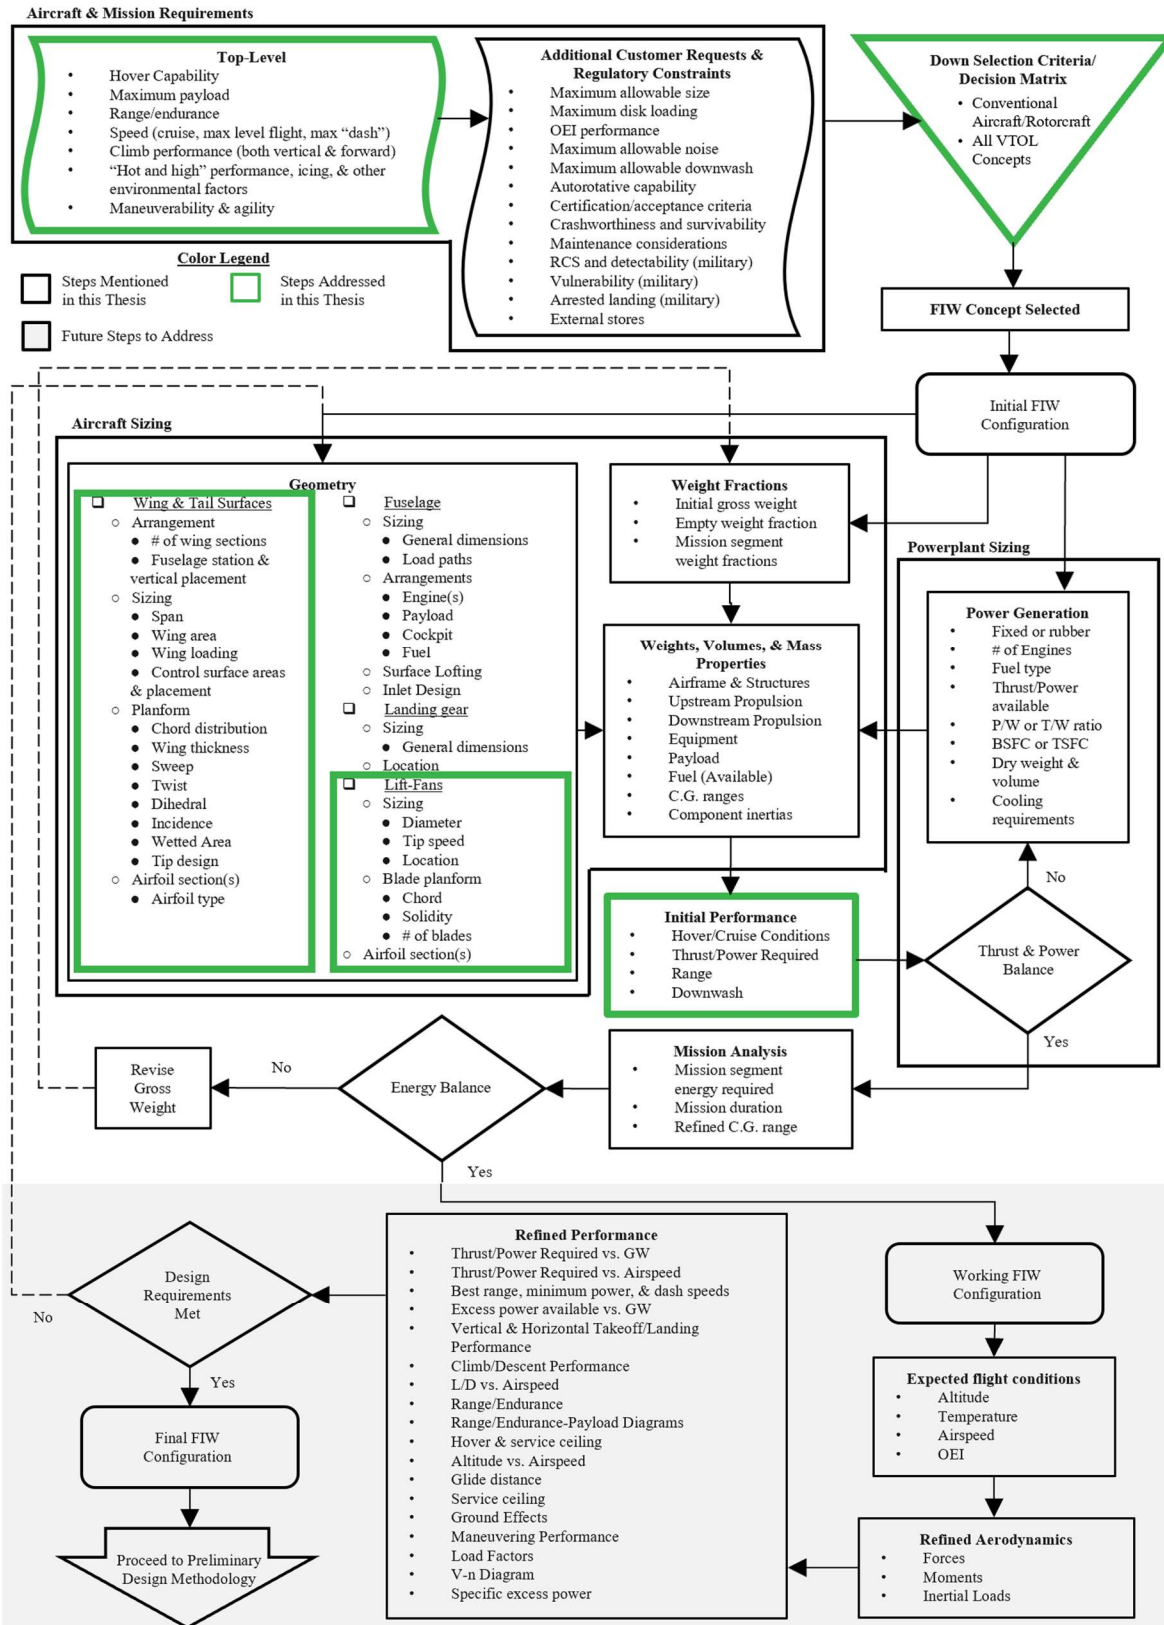 Aircraft & Mission Requirements
Top-Level
• Hover Capability
• Maximum payload
• Range/endurance
• Speed (cruise, max level flight, max “dash”)
• Climb performance (both vertical & forward)
• “Hot and high” performance, icing, & other
environmental factors
• Maneuverability & agility
Additional Customer Requests &
Regulatory Constraints
• Maximum allowable size
• Maximum disk loading
• OEI performance
• Maximum allowable noise
• Maximum allowable downwash
• Autorotative capability
• Certification/acceptance criteria
• Crashworthiness and survivability
• Maintenance considerations
• RCS and detectability (military)
• Vulnerability (military)
• Arrested landing (military)
• External stores
Down Selection Criteria/
Decision Matrix
• Conventional
Aircraft/Rotorcraft
• All VTOL
Concepts
Color Legend
Steps Mentioned
in this Thesis
Steps Addressed
in this Thesis
Future Steps to Address
FIW Concept Selected
Initial FIW
Configuration
Aircraft Sizing
Geometry
❑ Wing & Tail Surfaces
○ Arrangement
● # of wing sections
● Fuselage station &
vertical placement
○ Sizing
● Span
● Wing area
● Wing loading
● Control surface areas
& placement
○ Planform
● Chord distribution
● Wing thickness
● Sweep
● Twist
● Dihedral
● Incidence
● Wetted Area
● Tip design
○ Airfoil section(s)
● Airfoil type
❑ Fuselage
○ Sizing
● General dimensions
● Load paths
○ Arrangements
● Engine(s)
● Payload
● Cockpit
● Fuel
○ Surface Lofting
○ Inlet Design
❑ Landing gear
○ Sizing
● General dimensions
○ Location
❑ Lift-Fans
○ Sizing
● Diameter
● Tip speed
● Location
○ Blade planform
● Chord
● Solidity
● # of blades
○ Airfoil section(s)
Weight Fractions
• Initial gross weight
• Empty weight fraction
• Mission segment
weight fractions
Weights, Volumes, & Mass
Properties
• Airframe & Structures
• Upstream Propulsion
• Downstream Propulsion
• Equipment
• Payload
• Fuel (Available)
• C.G. ranges
• Component inertias
Powerplant Sizing
Power Generation
• Fixed or rubber
• # of Engines
• Fuel type
• Thrust/Power
available
• P/W or T/W ratio
• BSFC or TSFC
• Dry weight &
volume
• Cooling
requirements
No
Initial Performance
• Hover/Cruise Conditions
• Thrust/Power Required
• Range
• Downwash
Thrust & Power
Balance
Yes
Mission Analysis
• Mission segment
energy required
• Mission duration
• Refined C.G. range
Energy Balance
No
Revise
Gross
Weight
Yes
Working FIW
Configuration
Expected flight conditions
• Altitude
• Temperature
• Airspeed
• OEI
Refined Aerodynamics
• Forces
• Moments
• Inertial Loads
Refined Performance
• Thrust/Power Required vs. GW
• Thrust/Power Required vs. Airspeed
• Best range, minimum power, & dash speeds
• Excess power available vs. GW
• Vertical & Horizontal Takeoff/Landing
Performance
• Climb/Descent Performance
• L/D vs. Airspeed
• Range/Endurance
• Range/Endurance-Payload Diagrams
• Hover & service ceiling
• Altitude vs. Airspeed
• Glide distance
• Service ceiling
• Ground Effects
• Maneuvering Performance
• Load Factors
• V-n Diagram
• Specific excess power
Design
Requirements
Met
No
Yes
Final FIW
Configuration
Proceed to Preliminary
Design Methodology